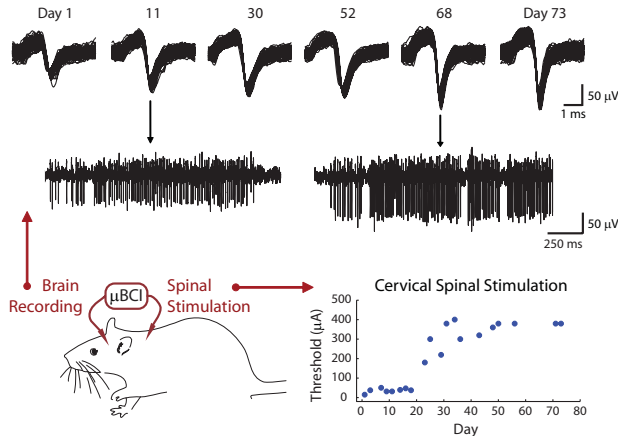 Day 1 11 30 52 68 Day 73
50 μV
1 ms
50 μV
250 ms
Brain
Recording
μBCI
Spinal
Stimulation
Cervical Spinal Stimulation
Threshold (μA)
500
400
300
200
100
0
0 10 20 30 40 50 60 70 80
Day